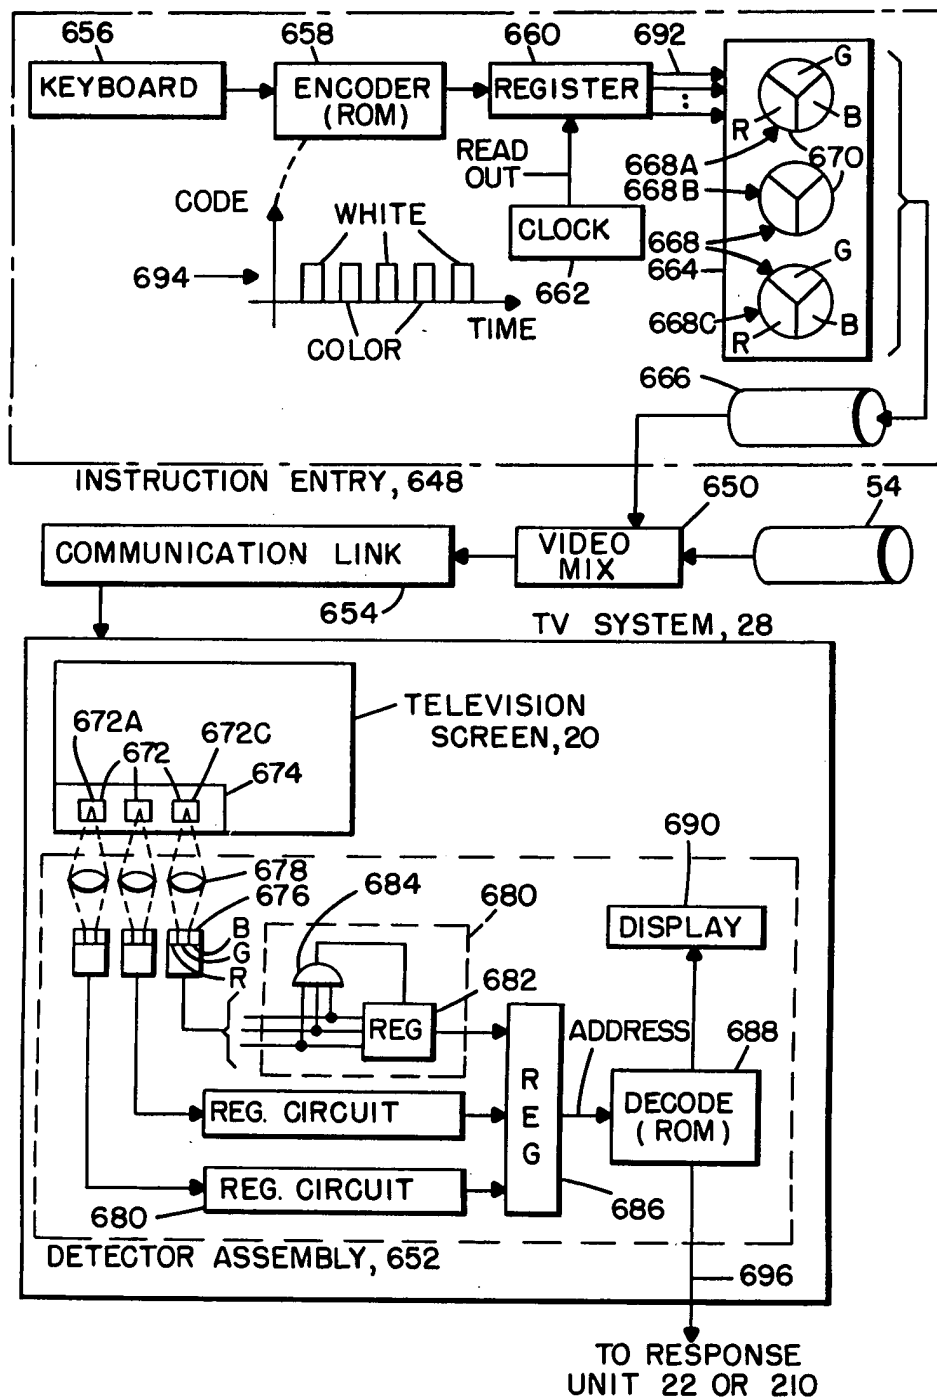 656
658
660
692
KEYBOARD
ENCODER
(ROM)
REGISTER
G
R
B
668A
670
READ
OUT
668B
CODE
WHITE
CLOCK
668
G
694
662
664
TIME
668C
R
B
COLOR
666
INSTRUCTION ENTRY, 648
650
54
COMMUNICATION LINK
VIDEO
MIX
654
TV SYSTEM, 28
672A
672
672C
674
TELEVISION
SCREEN, 20
690
678
684
676
680
DISPLAY
B
G
R
682
REG
ADDRESS
688
REG
DECODE
(ROM)
REG. CIRCUIT
REG. CIRCUIT
680
686
DETECTOR ASSEMBLY, 652
696
TO RESPONSE
UNIT 22 OR 210